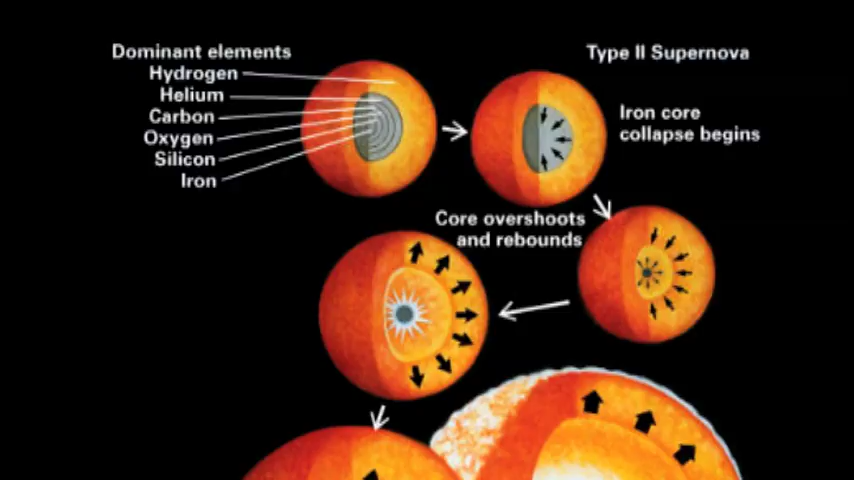 Dominant elements
Hydrogen
Helium
Carbon
Oxygen
Silicon
Iron
Type II Supernova
Iron core
collapse begins
Core overshoots
and rebounds